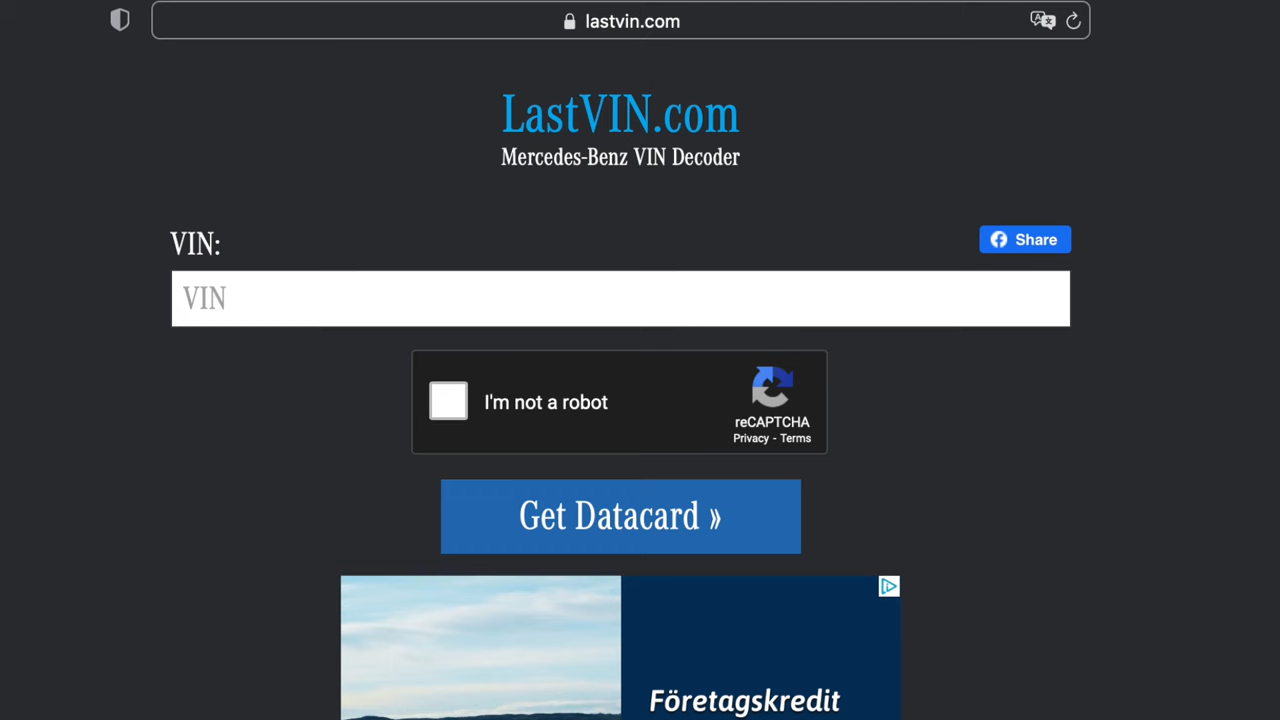 lastvin.com
LastVIN.com
Mercedes-Benz VIN Decoder
VIN:
Share
VIN
I'm not a robot
reCAPTCHA
Privacy - Terms
Get Datacard »
Företagskredit